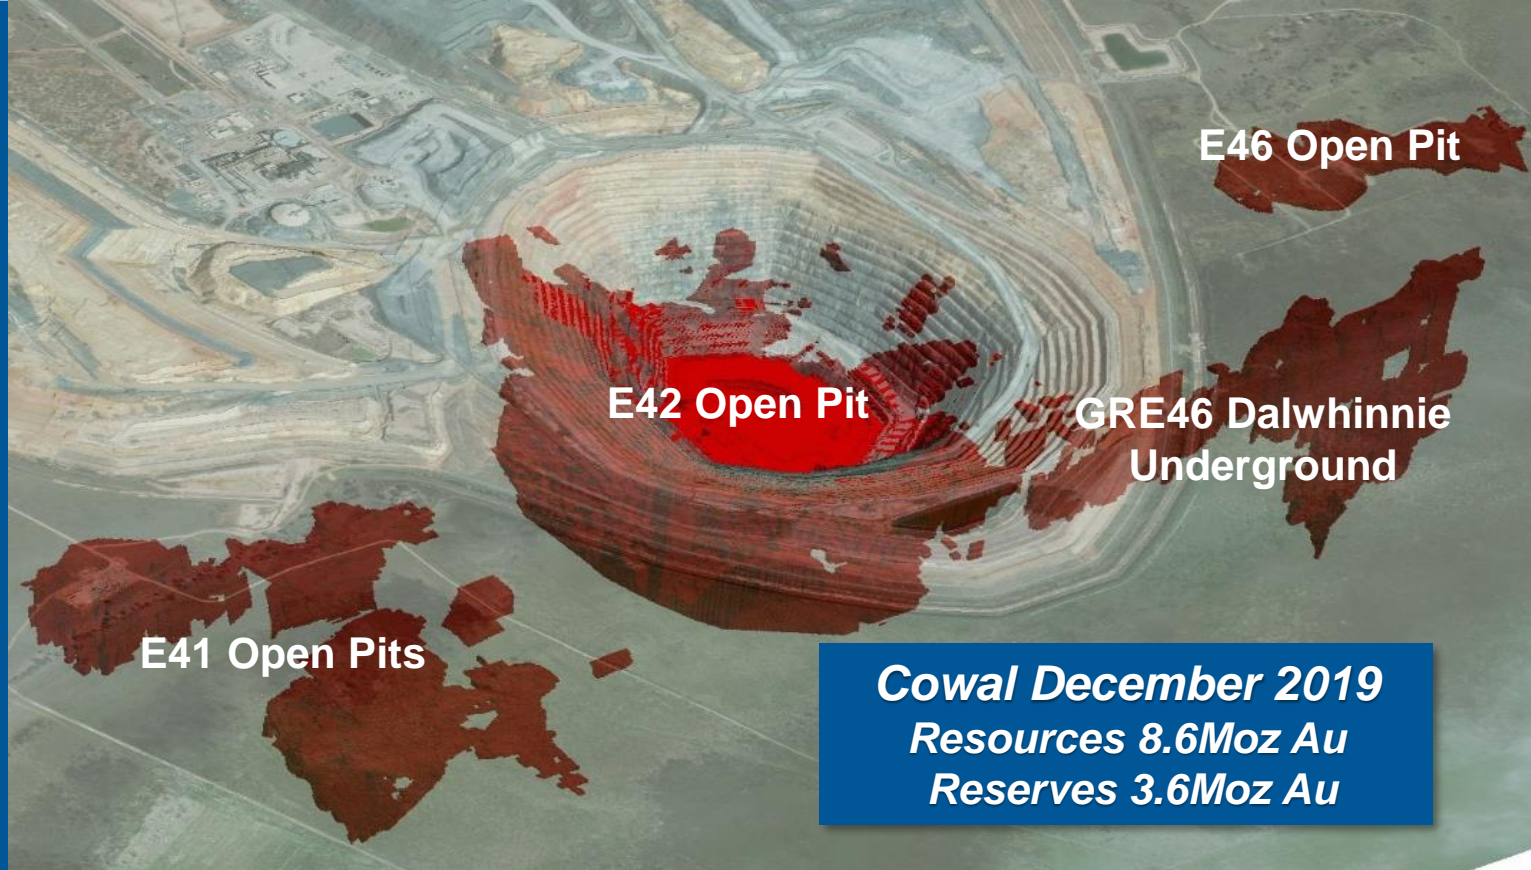 E46 Open Pit
E42 Open Pit
GRE46 Dalwhinnie
Underground
E41 Open Pits
Cowal December 2019
Resources 8.6Moz Au
Reserves 3.6Moz Au